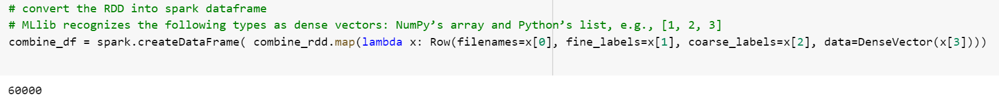 # convert the RDD into spark dataframe
# MLlib recognizes the following types as dense vectors: NumPy’s array and Python’s list, e.g., [1, 2, 3]
combine_df = spark.createDataFrame( combine_rdd.map(lambda x: Row(filenames=x[0], fine_labels=x[1], coarse_labels=x[2], data=DenseVector(x[3]))))
60000